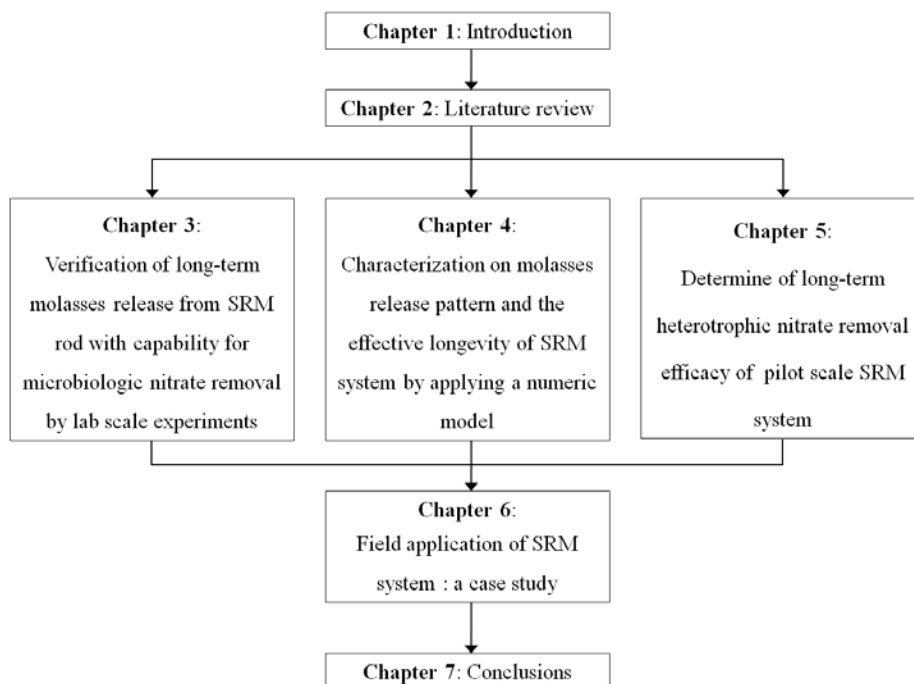 Chapter 1: Introduction
Chapter 2: Literature review
Chapter 3:
Verification of long-term
molasses release from SRM
rod with capability for
microbiologic nitrate removal
by lab scale experiments
Chapter 4:
Characterization on molasses
release pattern and the
effective longevity of SRM
system by applying a numeric
model
Chapter 5:
Determine of long-term
heterotrophic nitrate removal
efficacy of pilot scale SRM
system
Chapter 6:
Field application of SRM
system : a case study
Chapter 7: Conclusions